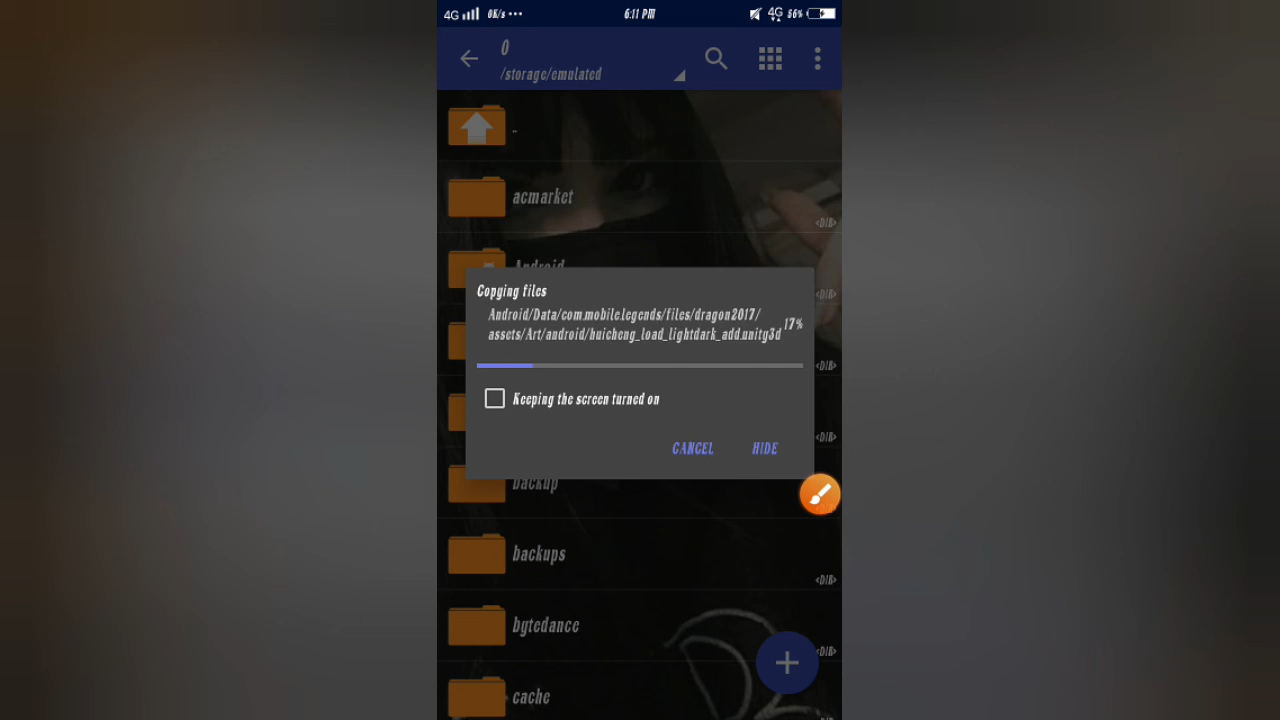 4G 0K/s ••• 6:11 PM 4G 56%
0
/storage/emulated
..
acmarket
<DIR>
Android
<DIR>
Copying files
Android/Data/com.mobile.legends/files/dragon2017/
assets/Art/android/huicheng_load_lightdark_add.unity3d
17%
<DIR>
Keeping the screen turned on
<DIR>
CANCEL HIDE
backup
backups
<DIR>
bytedance
<DIR>
cache